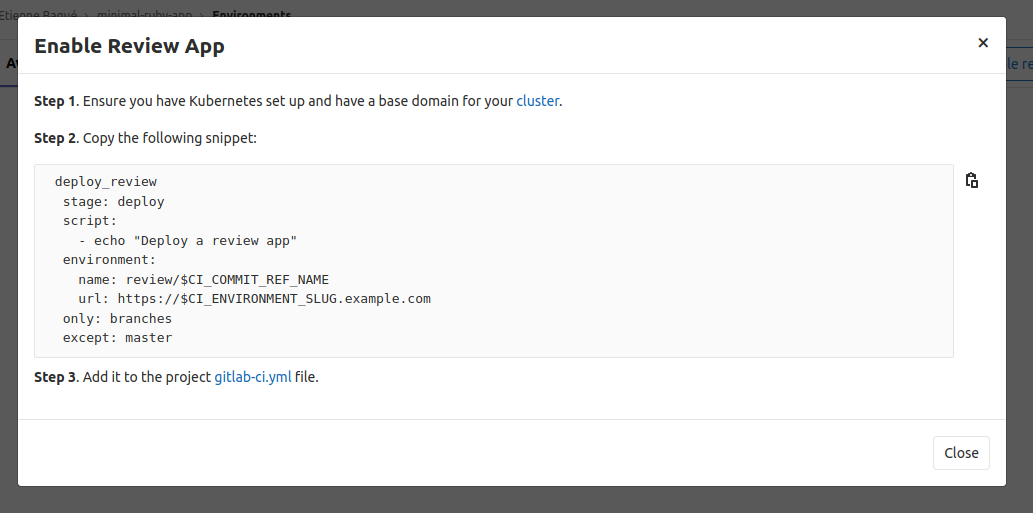 Etienne Baqué > minimal-ruby-app > Environments
Enable Review App
×
Step 1. Ensure you have Kubernetes set up and have a base domain for your cluster.
Step 2. Copy the following snippet:
deploy_review
 stage: deploy
 script:
   - echo "Deploy a review app"
 environment:
   name: review/$CI_COMMIT_REF_NAME
   url: https://$CI_ENVIRONMENT_SLUG.example.com
 only: branches
 except: master
Step 3. Add it to the project gitlab-ci.yml file.
Close